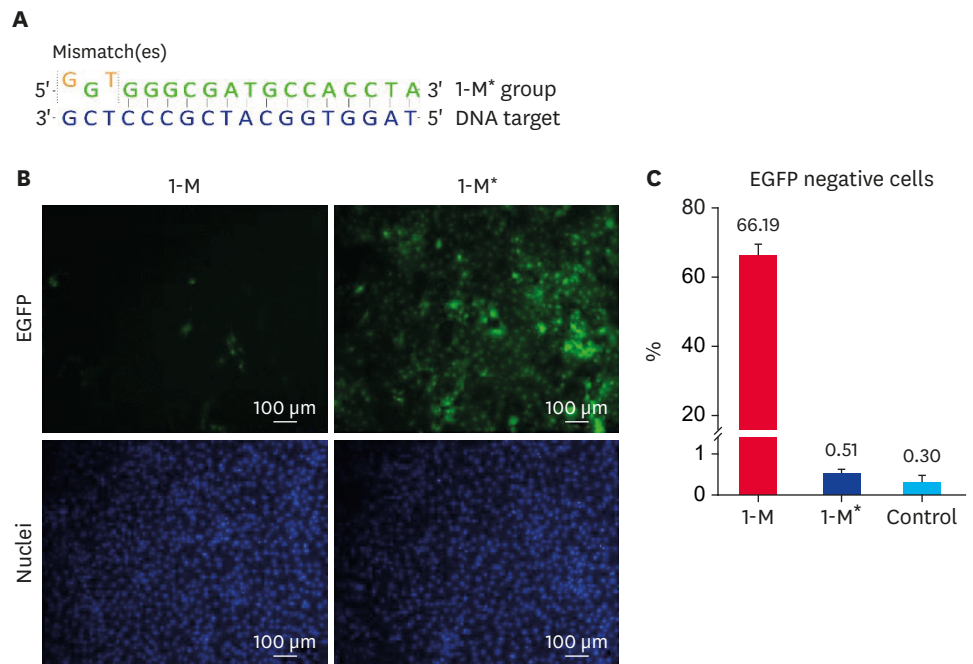 A
Mismatch(es)
5' G G T G G G C G A T G C C A C C T A 3' 1-M* group
3' G C T C C C G C T A C G G T G G A T 5' DNA target
B
1-M 1-M*
EGFP
100 µm 100 µm
Nuclei
100 µm 100 µm
C
EGFP negative cells
%
80
60
40
20
1
0
66.19
0.51
0.30
1-M 1-M* Control